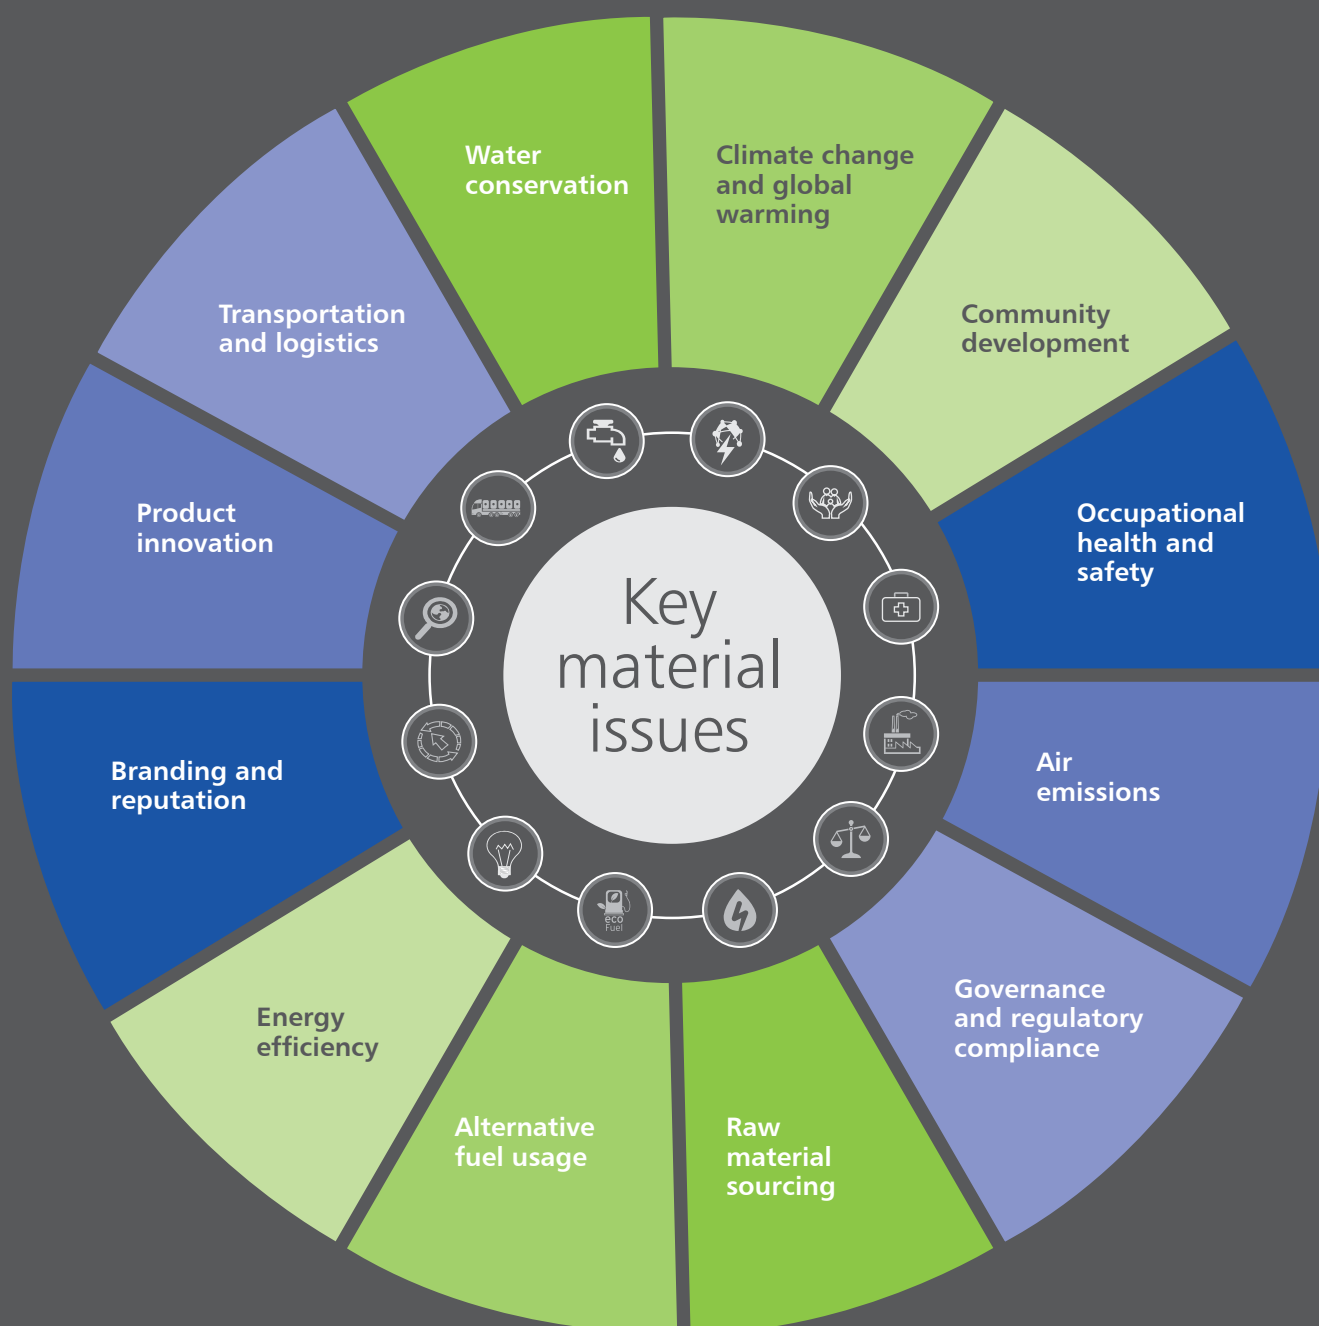 Water
conservation
Climate change
and global
warming
Transportation
and logistics
Community
development
Product
innovation
Occupational
health and
safety
Key
material
issues
Branding and
reputation
Air
emissions
eco
Fuel
Energy
efficiency
Governance
and regulatory
compliance
Alternative
fuel usage
Raw
material
sourcing